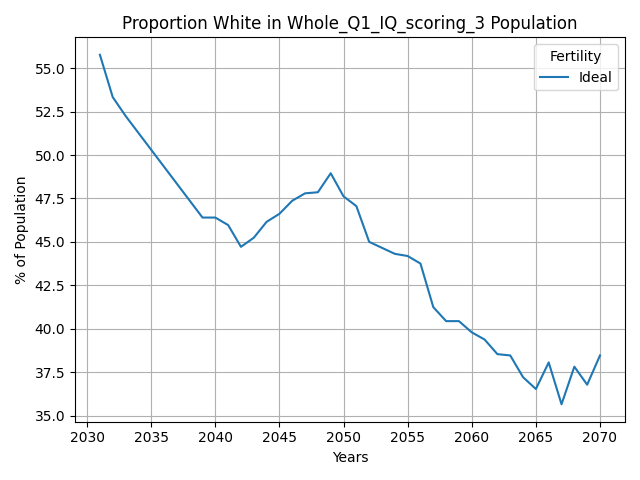 Proportion White in Whole_Q1_IQ_scoring_3 Population
Fertility
Ideal
55.0
52.5
50.0
47.5
45.0
42.5
40.0
37.5
35.0
% of Population
2030 2035 2040 2045 2050 2055 2060 2065 2070
Years